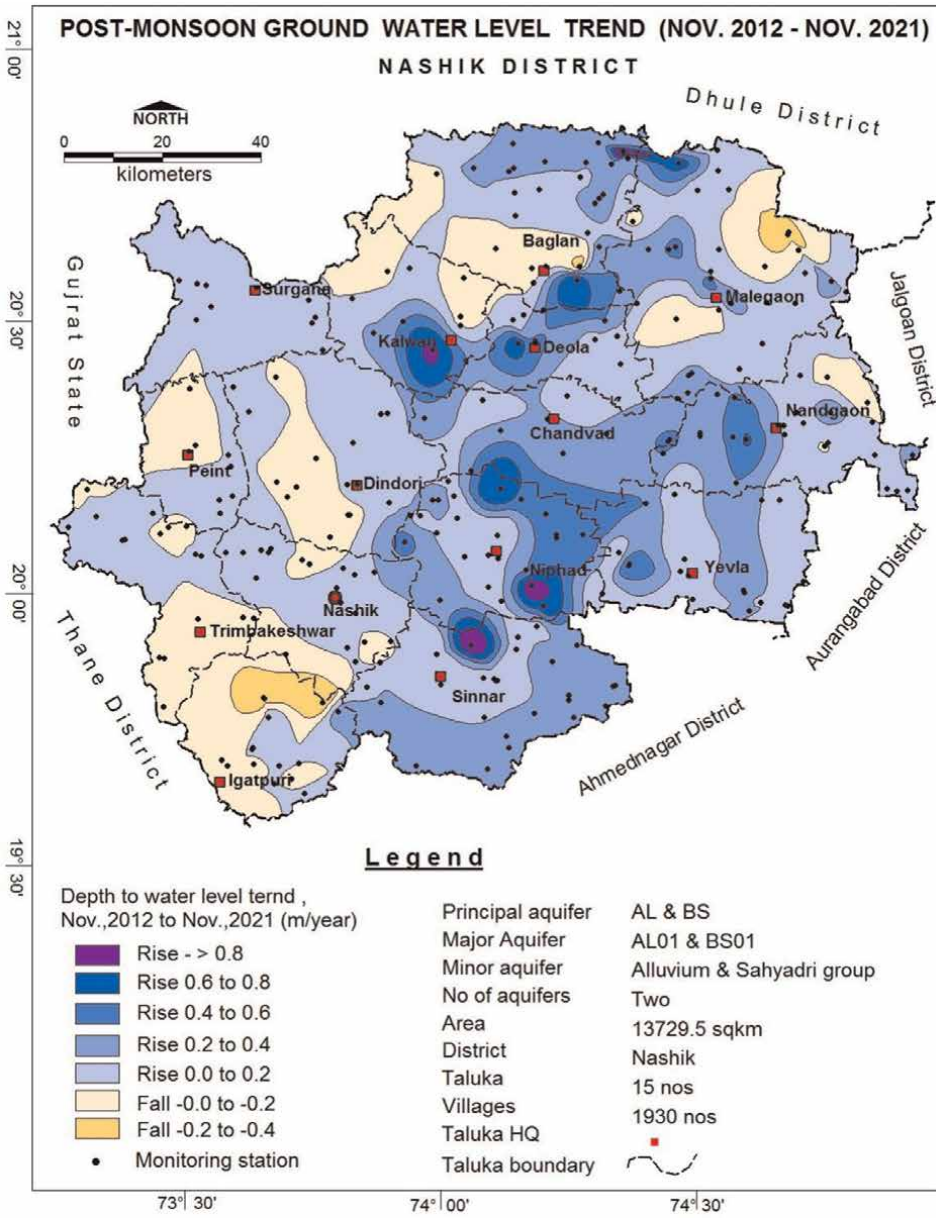 POST-MONSOON GROUND WATER LEVEL TREND (NOV. 2012 - NOV. 2021)
NASHIK DISTRICT
21° 00'
Dhule District
NORTH
0 20 40
kilometers
Baglan
Gujrat State
Surgane
Malegaon
Jalgoan District
20° 30'
Kalwan
Deola
Nandgaon
Chandvad
Peint
Dindori
Aurangabad District
20° 00'
Niphad
Yevla
Nashik
Thane District
Trimbakeshwar
Sinnar
Ahmednagar District
Igatpuri
19° 30'
Legend
Depth to water level ternd ,
Nov.,2012 to Nov.,2021 (m/year)
Rise - > 0.8
Rise 0.6 to 0.8
Rise 0.4 to 0.6
Rise 0.2 to 0.4
Rise 0.0 to 0.2
Fall -0.0 to -0.2
Fall -0.2 to -0.4
Monitoring station
Principal aquifer AL & BS
Major Aquifer AL01 & BS01
Minor aquifer Alluvium & Sahyadri group
No of aquifers Two
Area 13729.5 sqkm
District Nashik
Taluka 15 nos
Villages 1930 nos
Taluka HQ
Taluka boundary
73° 30' 74° 00' 74° 30'